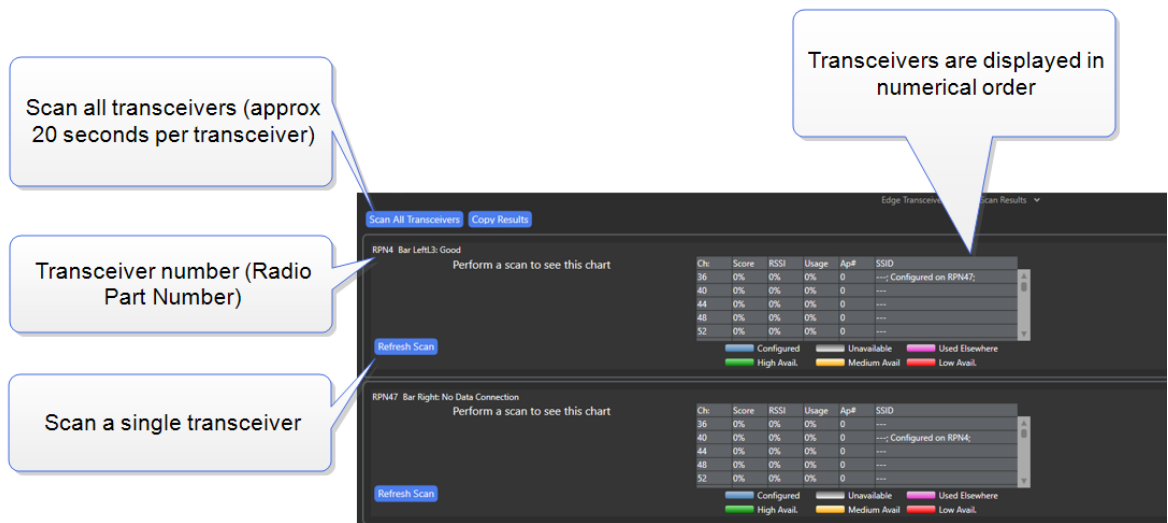 Transceivers are displayed in
numerical order
Scan all transceivers (approx
20 seconds per transceiver)
Edge Transceive
Scan Results
Scan All Transceivers
Copy Results
Transceiver number (Radio
Part Number)
RPN4 Bar LeftL3: Good
Perform a scan to see this chart
Ch: Score RSSI Usage Ap# SSID
36 0% 0% 0% 0 ---; Configured on RPN47;
40 0% 0% 0% 0 ---
44 0% 0% 0% 0 ---
48 0% 0% 0% 0 ---
52 0% 0% 0% 0 ---
Refresh Scan
Configured Unavailable Used Elsewhere
High Avail. Medium Avail Low Avail.
Scan a single transceiver
RPN47 Bar Right: No Data Connection
Perform a scan to see this chart
Ch: Score RSSI Usage Ap# SSID
36 0% 0% 0% 0 ---
40 0% 0% 0% 0 ---; Configured on RPN4;
44 0% 0% 0% 0 ---
48 0% 0% 0% 0 ---
52 0% 0% 0% 0 ---
Refresh Scan
Configured Unavailable Used Elsewhere
High Avail. Medium Avail Low Avail.